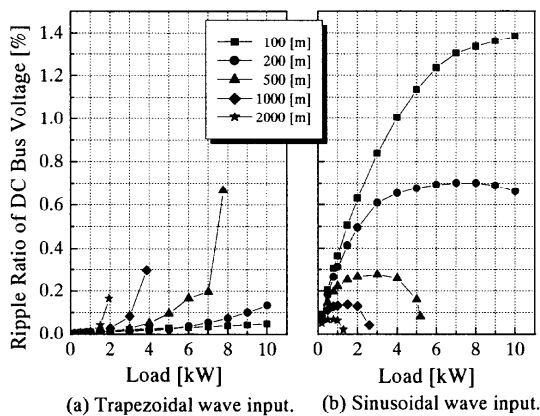 Ripple Ratio of DC Bus Voltage [%]
1.4
1.2
1.0
0.8
0.6
0.4
0.2
0.0
100 [m]
200 [m]
500 [m]
1000 [m]
2000 [m]
0 2 4 6 8 10
0 2 4 6 8 10
Load [kW]
Load [kW]
(a) Trapezoidal wave input.
(b) Sinusoidal wave input.